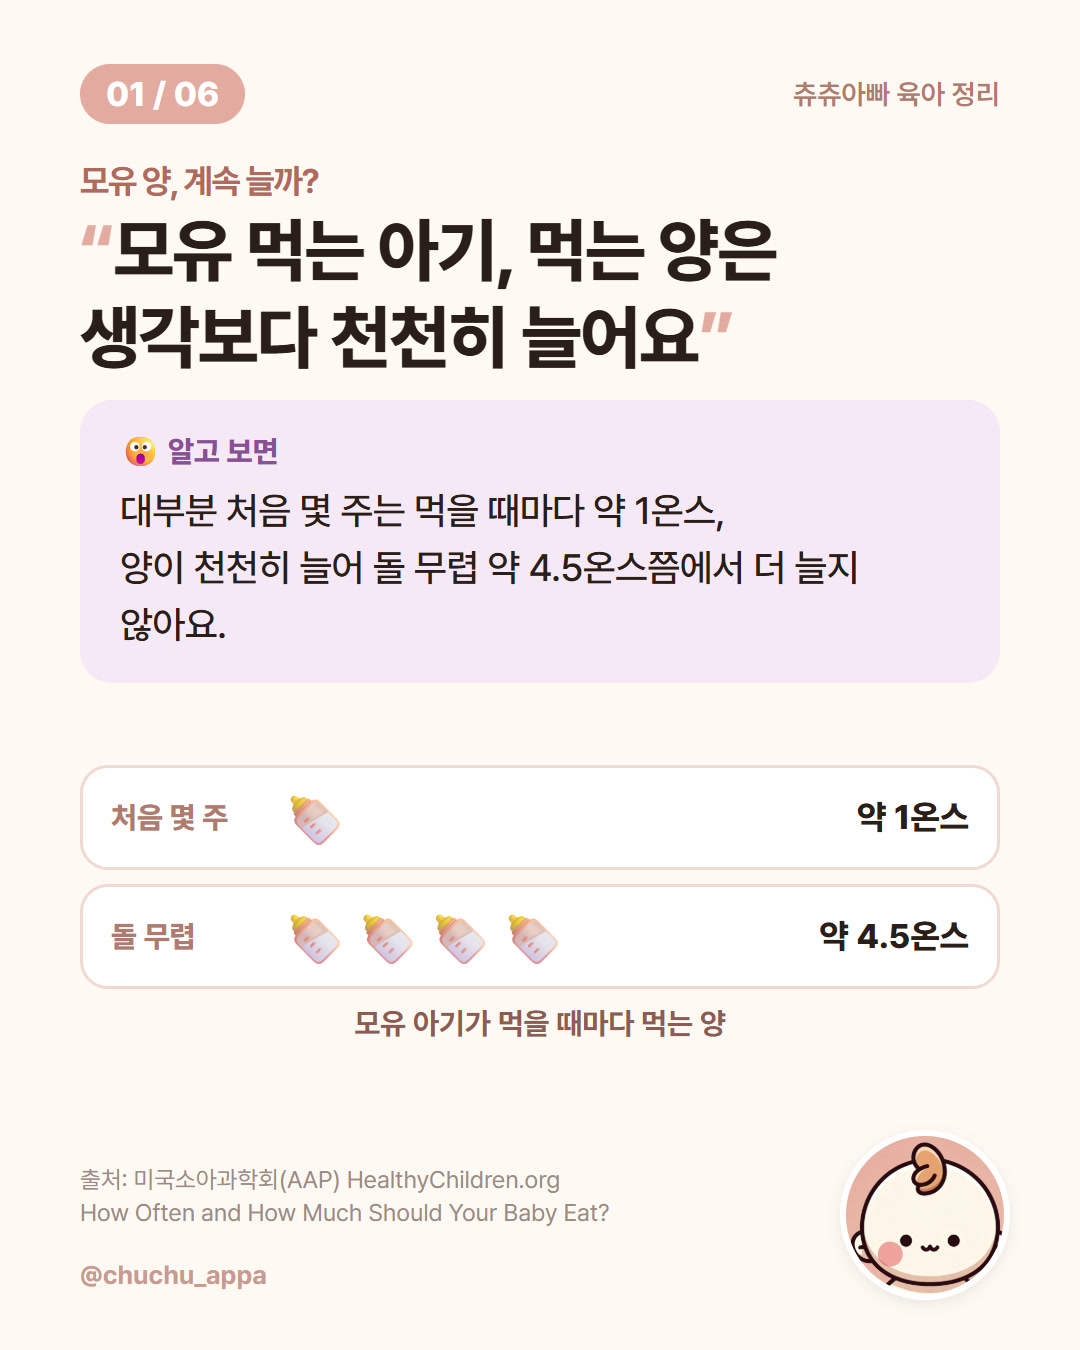 01 / 06
츄츄아빠 육아 정리
모유 양, 계속 늘까?
“모유 먹는 아기, 먹는 양은
생각보다 천천히 늘어요”
알고 보면
대부분 처음 몇 주는 먹을 때마다 약 1온스,
양이 천천히 늘어 돌 무렵 약 4.5온스쯤에서 더 늘지
않아요.
처음 몇 주 약 1온스
돌 무렵 약 4.5온스
모유 아기가 먹을 때마다 먹는 양
출처: 미국소아과학회(AAP) HealthyChildren.org
How Often and How Much Should Your Baby Eat?
@chuchu_appa